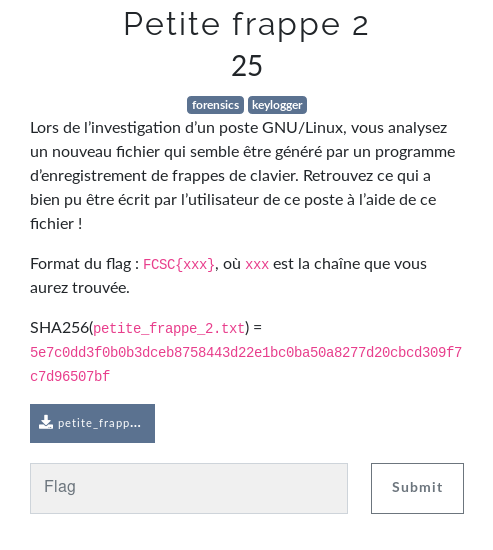 Petite frappe 2
25
forensics keylogger
Lors de l’investigation d’un poste GNU/Linux, vous analysez
un nouveau fichier qui semble être généré par un programme
d’enregistrement de frappes de clavier. Retrouvez ce qui a
bien pu être écrit par l’utilisateur de ce poste à l’aide de ce
fichier !
Format du flag : FCSC{xxx}, où xxx est la chaîne que vous
aurez trouvée.
SHA256(petite_frappe_2.txt) =
5e7c0dd3f0b0b3dceb8758443d22e1bc0ba50a8277d20cbcd309f7
c7d96507bf
petite_frapp...
Flag
Submit